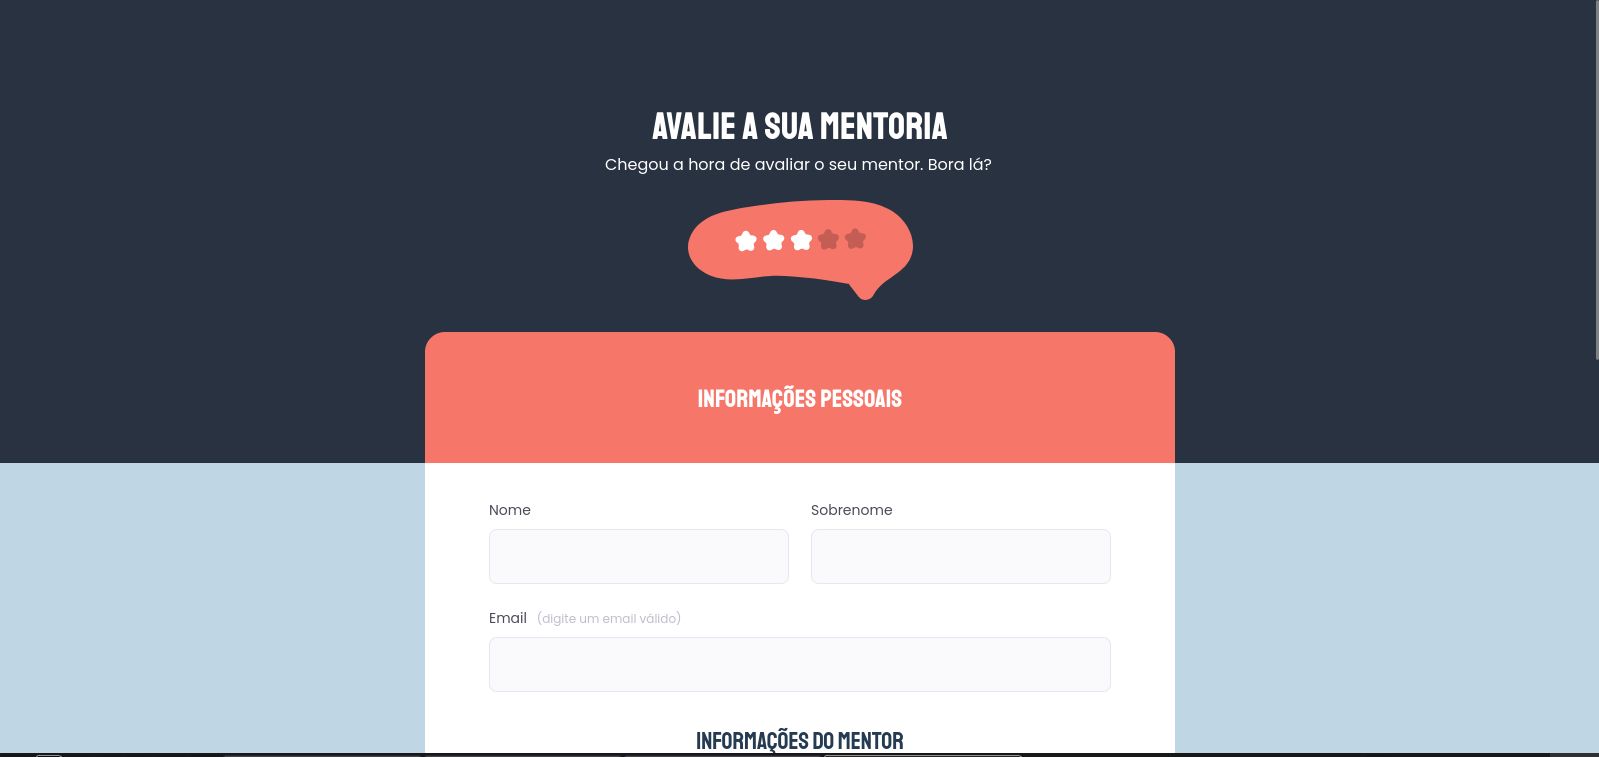 AVALIE A SUA MENTORIA
Chegou a hora de avaliar o seu mentor. Bora lá?
INFORMAÇÕES PESSOAIS
Nome
Sobrenome
Email (digite um email válido)
INFORMAÇÕES DO MENTOR